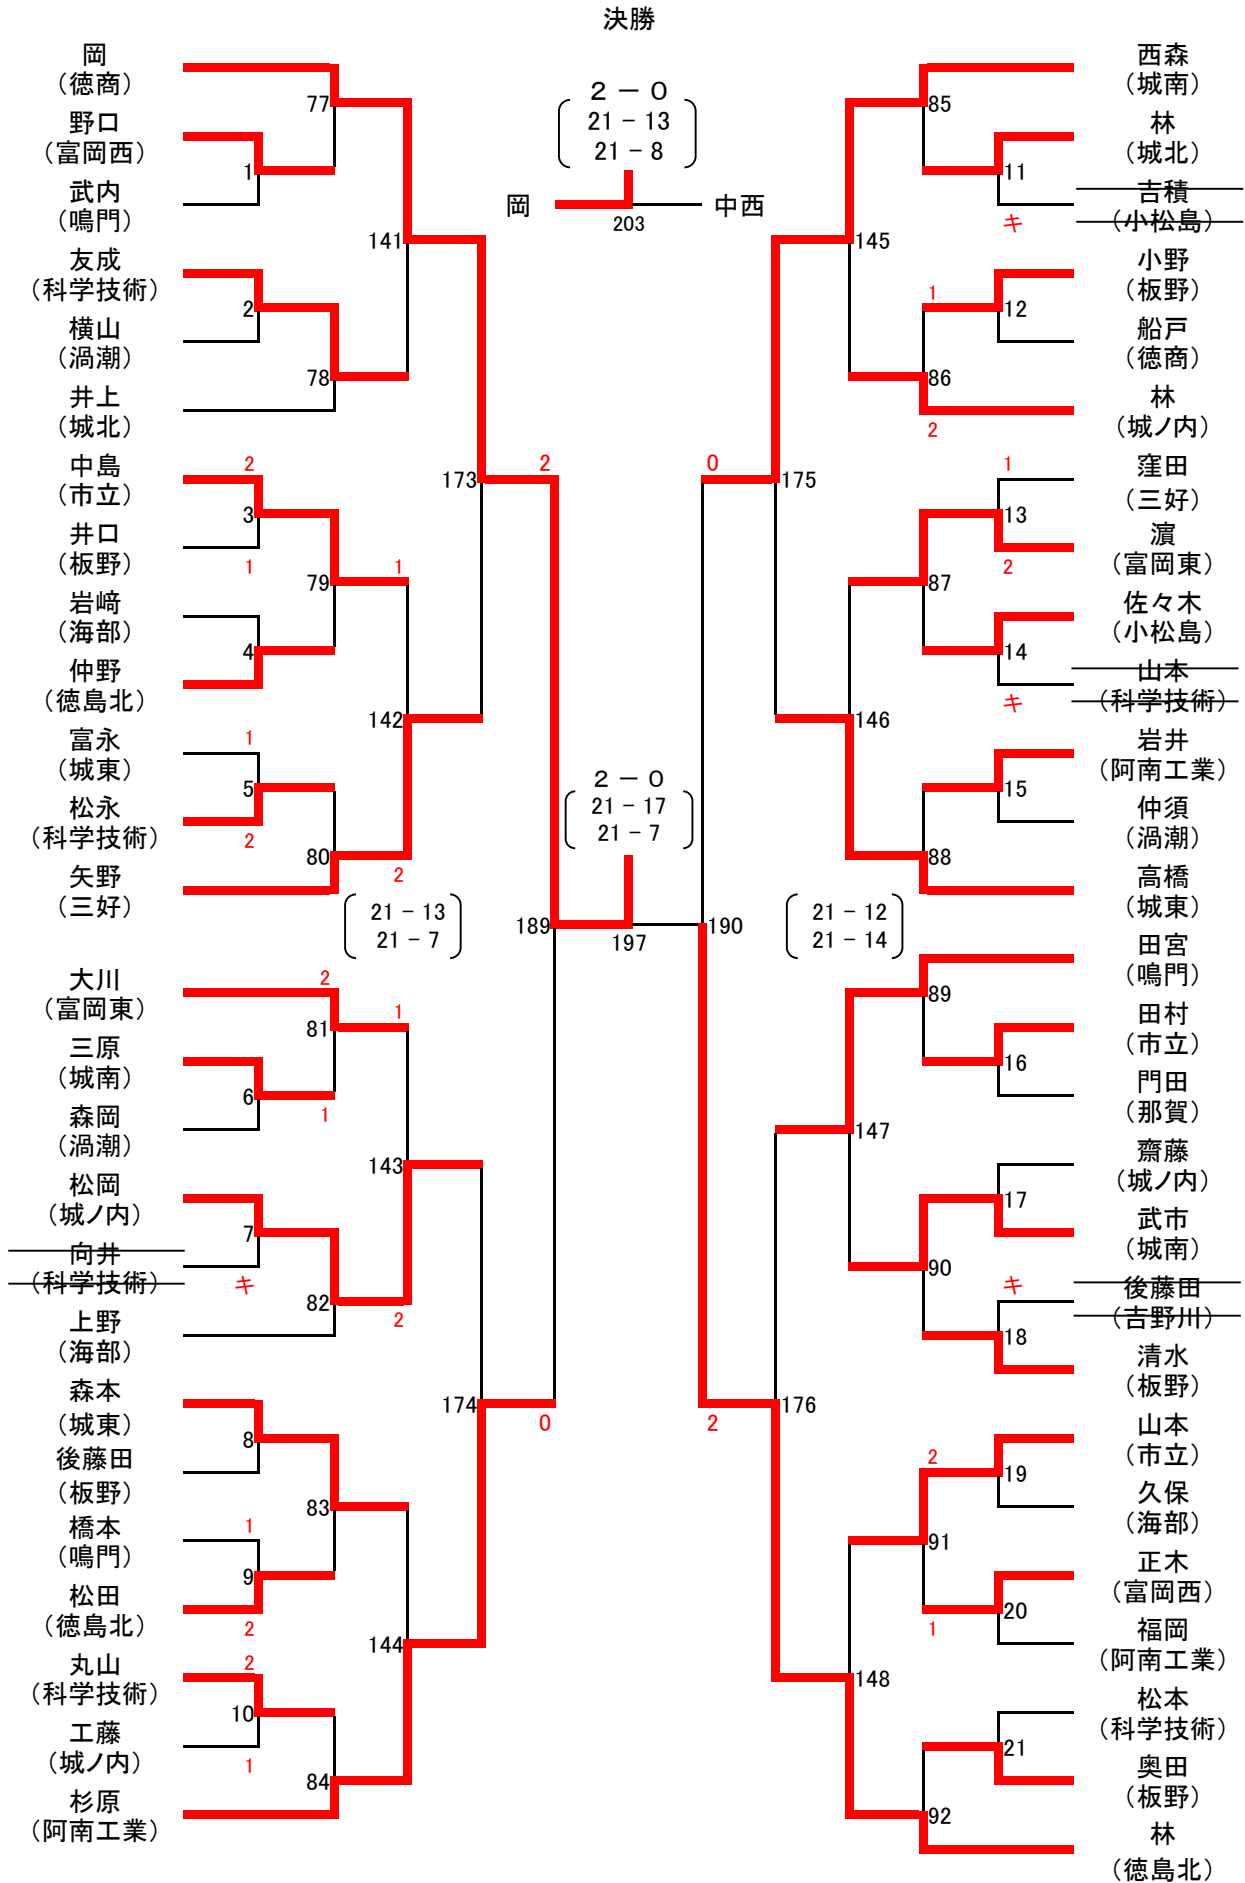 決勝
岡
（徳商）
野口
（富岡西）
武内
（鳴門）
友成
（科学技術）
横山
（渦潮）
井上
（城北）
中島
（市立）
井口
（板野）
岩﨑
（海部）
仲野
（徳島北）
富永
（城東）
松永
（科学技術）
矢野
（三好）
大川
（富岡東）
三原
（城南）
森岡
（渦潮）
松岡
（城ノ内）
向井
（科学技術）
上野
（海部）
森本
（城東）
後藤田
（板野）
橋本
（鳴門）
松田
（徳島北）
丸山
（科学技術）
工藤
（城ノ内）
杉原
（阿南工業）
1
2
2
3
1
4
1
5
2
6
7
キ
8
1
9
2
2
10
1
77
78
79
80
2
81
1
82
83
84
141
1
142
2
1
143
2
144
173
174
21 － 13
21 － 7
2
189
0
2 － 0
21 － 13
21 － 8
岡
中西
203
2 － 0
21 － 17
21 － 7
197
0
190
2
21 － 12
21 － 14
175
176
145
146
147
148
85
1
86
2
87
88
89
90
2
91
1
92
11
キ
12
1
13
2
14
キ
15
16
17
キ
18
19
20
21
西森
（城南）
林
（城北）
吉積
（小松島）
小野
（板野）
船戸
（徳商）
林
（城ノ内）
窪田
（三好）
濵
（富岡東）
佐々木
（小松島）
山本
（科学技術）
岩井
（阿南工業）
仲須
（渦潮）
高橋
（城東）
田宮
（鳴門）
田村
（市立）
門田
（那賀）
齋藤
（城ノ内）
武市
（城南）
後藤田
（吉野川）
清水
（板野）
山本
（市立）
久保
（海部）
正木
（富岡西）
福岡
（阿南工業）
松本
（科学技術）
奥田
（板野）
林
（徳島北）